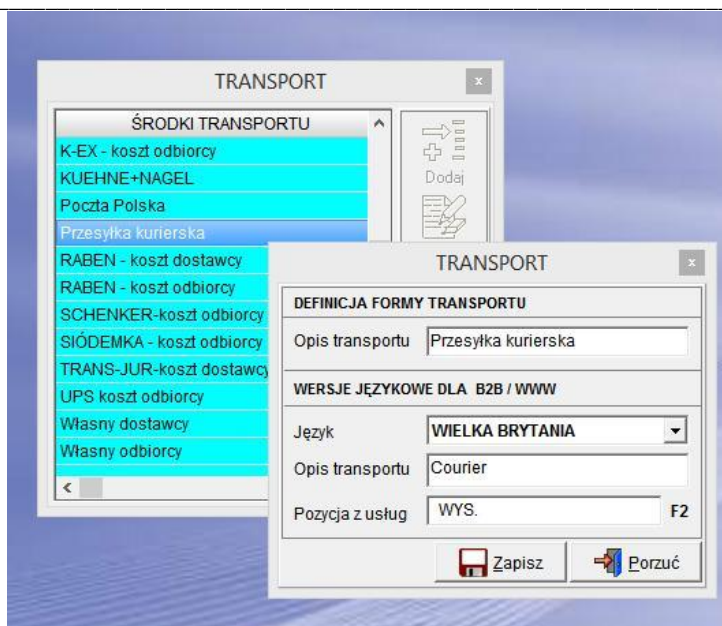 TRANSPORT
x
ŚRODKI TRANSPORTU
K-EX - koszt odbiorcy
KUEHNE+NAGEL
Poczta Polska
Przesyłka kurierska
RABEN - koszt dostawcy
RABEN - koszt odbiorcy
SCHENKER-koszt odbiorcy
SIÓDEMKA - koszt odbiorcy
TRANS-JUR-koszt dostawcy
UPS koszt odbiorcy
Własny dostawcy
Własny odbiorcy
Dodaj
TRANSPORT
x
DEFINICJA FORMY TRANSPORTU
Opis transportu Przesyłka kurierska
WERSJE JĘZYKOWE DLA B2B / WWW
Język WIELKA BRYTANIA
Opis transportu Courier
Pozycja z usług WYS. F2
Zapisz Porzuć